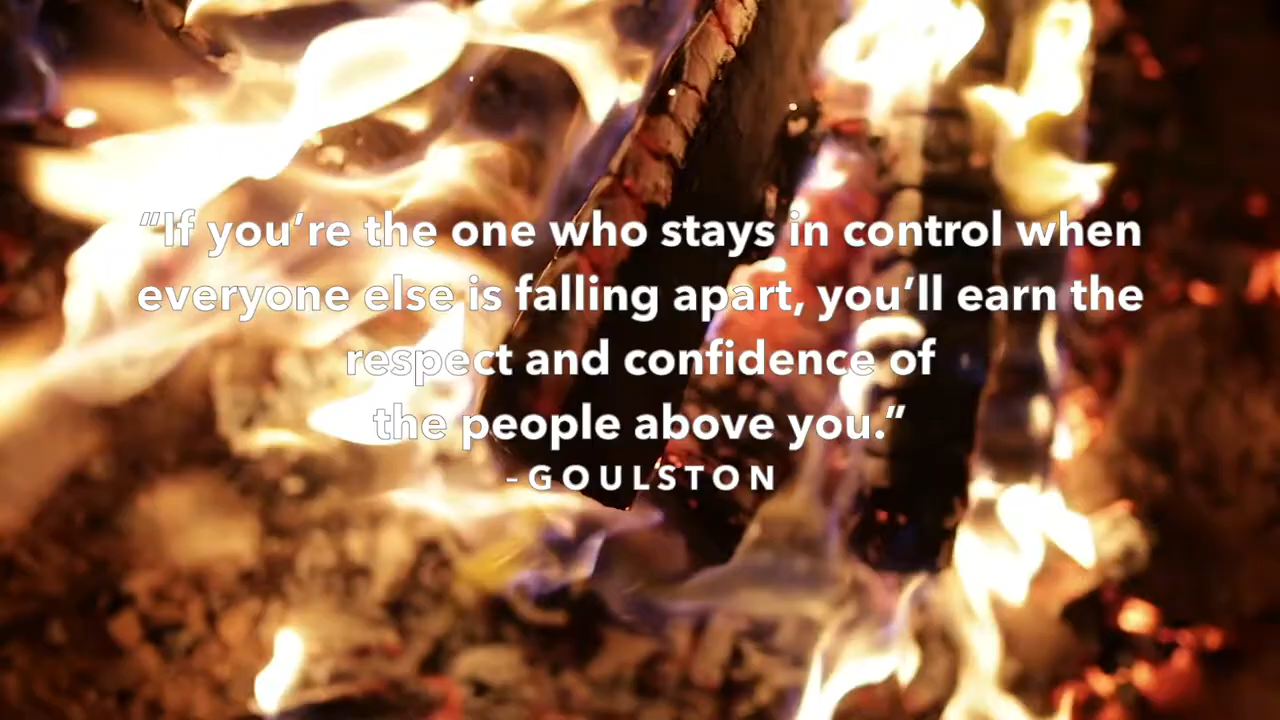 “If you’re the one who stays in control when
everyone else is falling apart, you’ll earn the
respect and confidence of
the people above you.”
-GOULSTON